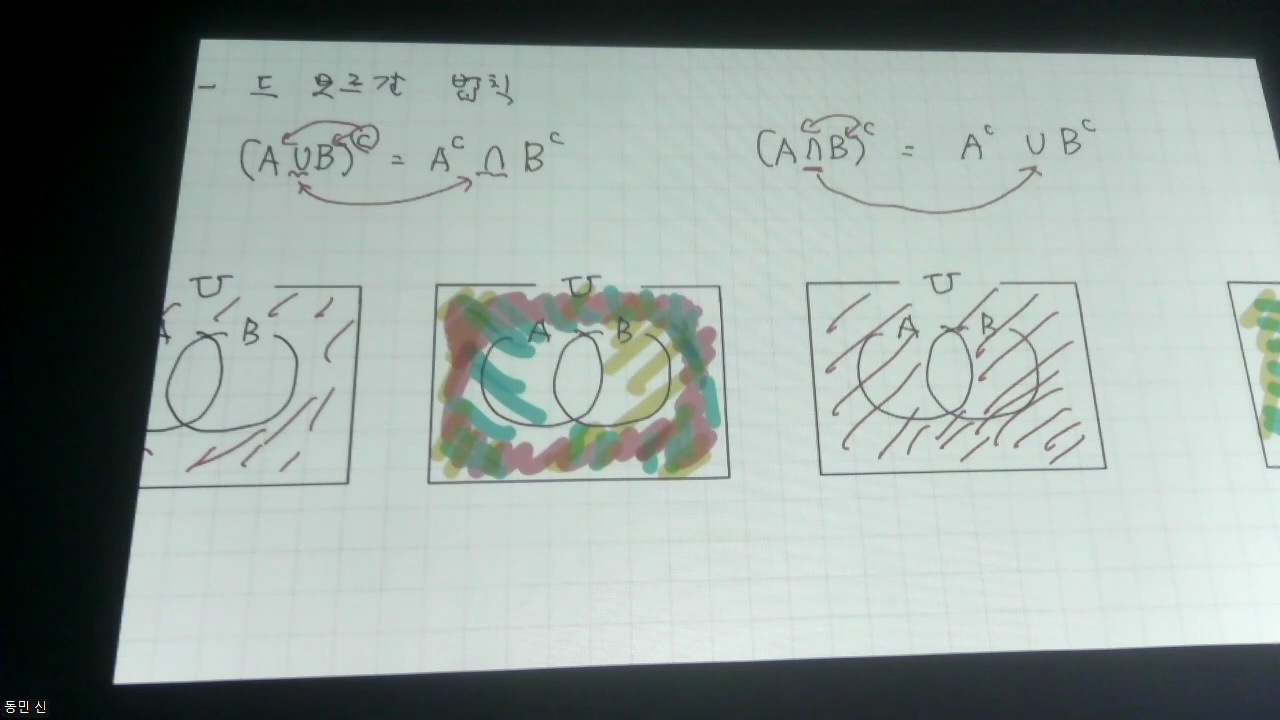 - 드 모르간 법칙
(A∪B)ᶜ = Aᶜ ∩ Bᶜ
(A∩B)ᶜ = Aᶜ ∪ Bᶜ
U
A B
U
A B
U
A B
동민 신